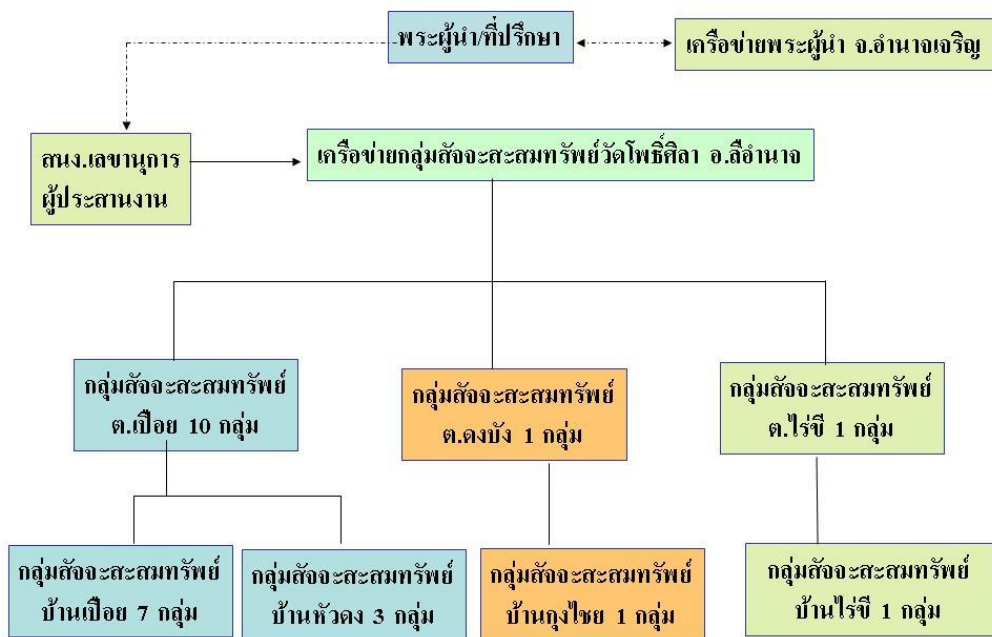 พระผู้นำ/ที่ปรึกษา
เครือข่ายพระผู้นำ จ.อำนาจเจริญ
สนง.เลขานุการ
ผู้ประสานงาน
เครือข่ายกลุ่มสัจจะสะสมทรัพย์วัดโพธิ์ศิลา อ.ลืออำนาจ
กลุ่มสัจจะสะสมทรัพย์
ต.เปือย 10 กลุ่ม
กลุ่มสัจจะสะสมทรัพย์
ต.ดงบัง 1 กลุ่ม
กลุ่มสัจจะสะสมทรัพย์
ต.ไร่ขี 1 กลุ่ม
กลุ่มสัจจะสะสมทรัพย์
บ้านเปือย 7 กลุ่ม
กลุ่มสัจจะสะสมทรัพย์
บ้านหัวดง 3 กลุ่ม
กลุ่มสัจจะสะสมทรัพย์
บ้านกุงไชย 1 กลุ่ม
กลุ่มสัจจะสะสมทรัพย์
บ้านไร่ขี 1 กลุ่ม